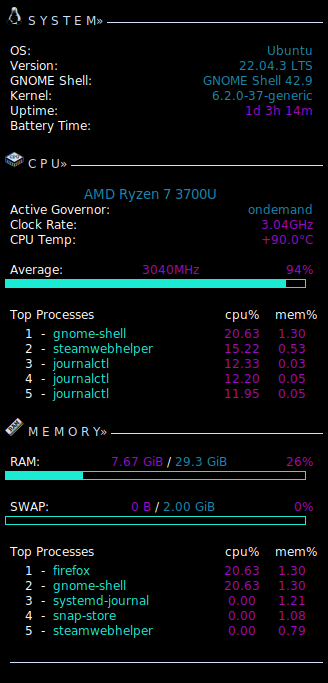 S Y S T E M»
OS: Ubuntu
Version: 22.04.3 LTS
GNOME Shell: GNOME Shell 42.9
Kernel: 6.2.0-37-generic
Uptime: 1d 3h 14m
Battery Time:
C P U»
AMD Ryzen 7 3700U
Active Governor: ondemand
Clock Rate: 3.04GHz
CPU Temp: +90.0°C
Average: 3040MHz 94%
Top Processes cpu% mem%
1 - gnome-shell 20.63 1.30
2 - steamwebhelper 15.22 0.53
3 - journalctl 12.33 0.03
4 - journalctl 12.20 0.05
5 - journalctl 11.95 0.05
M E M O R Y»
RAM: 7.67 GiB / 29.3 GiB 26%
SWAP: 0 B / 2.00 GiB 0%
Top Processes cpu% mem%
1 - firefox 20.63 1.30
2 - gnome-shell 20.63 1.30
3 - systemd-journal 0.00 1.21
4 - snap-store 0.00 1.08
5 - steamwebhelper 0.00 0.79